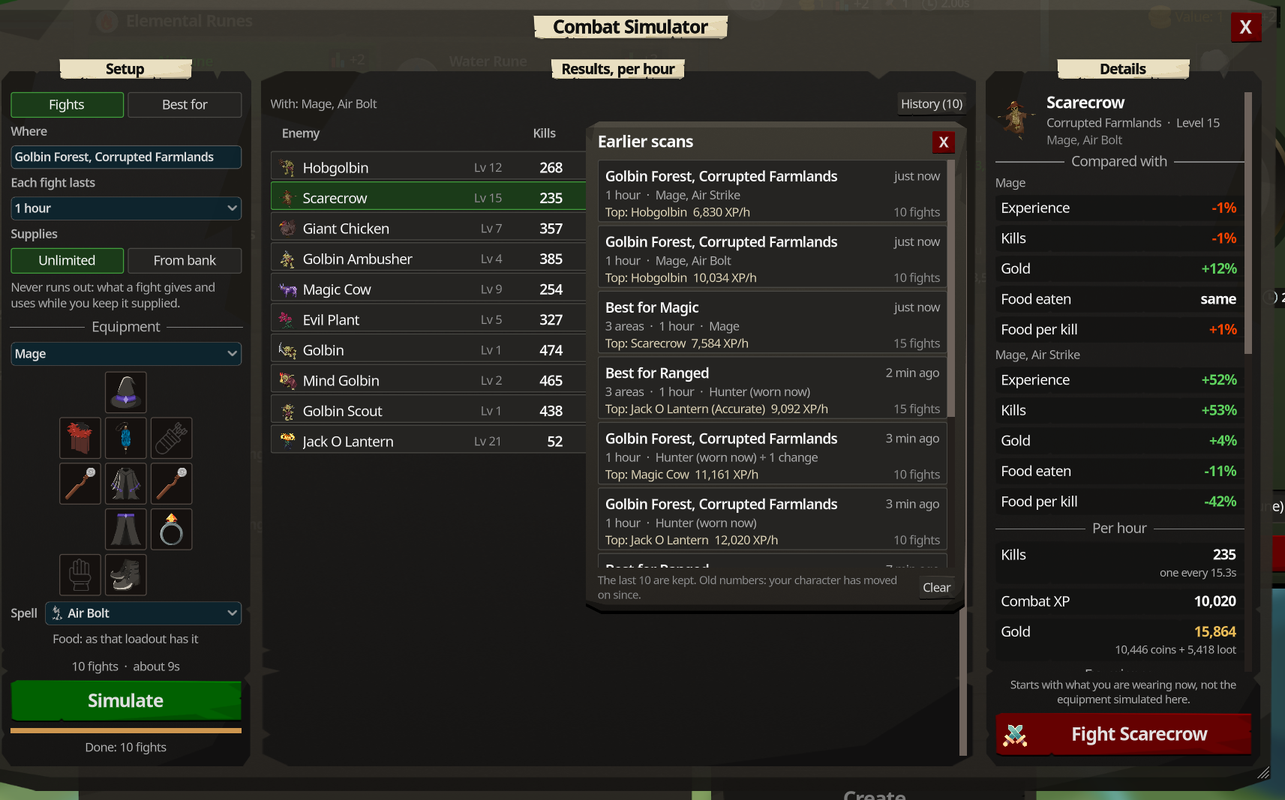 Elemental Runes
Combat Simulator
X
Water Rune
Setup
Fights
Best for
Where
Golbin Forest, Corrupted Farmlands
Each fight lasts
1 hour
Supplies
Unlimited
From bank
Never runs out: what a fight gives and
uses while you keep it supplied.
Equipment
Mage
Spell
Air Bolt
Food: as that loadout has it
10 fights · about 9s
Simulate
Done: 10 fights
Results, per hour
With: Mage, Air Bolt
History (10)
Enemy Kills
Hobgolbin Lv 12 268
Scarecrow Lv 15 235
Giant Chicken Lv 7 357
Golbin Ambusher Lv 4 385
Magic Cow Lv 9 254
Evil Plant Lv 5 327
Golbin Lv 1 474
Mind Golbin Lv 2 465
Golbin Scout Lv 1 438
Jack O Lantern Lv 21 52
Earlier scans
X
Golbin Forest, Corrupted Farmlands just now
1 hour · Mage, Air Strike
Top: Hobgolbin 6,830 XP/h 10 fights
Golbin Forest, Corrupted Farmlands just now
1 hour · Mage, Air Bolt
Top: Hobgolbin 10,034 XP/h 10 fights
Best for Magic just now
3 areas · 1 hour · Mage
Top: Scarecrow 7,584 XP/h 15 fights
Best for Ranged 2 min ago
3 areas · 1 hour · Hunter (worn now)
Top: Jack O Lantern (Accurate) 9,092 XP/h 15 fights
Golbin Forest, Corrupted Farmlands 3 min ago
1 hour · Hunter (worn now) + 1 change
Top: Magic Cow 11,161 XP/h 10 fights
Golbin Forest, Corrupted Farmlands 3 min ago
1 hour · Hunter (worn now)
Top: Jack O Lantern 12,020 XP/h 10 fights
The last 10 are kept. Old numbers: your character has moved
on since.
Clear
Details
Scarecrow
Corrupted Farmlands · Level 15
Mage, Air Bolt
Compared with
Mage
Experience -1%
Kills -1%
Gold +12%
Food eaten same
Food per kill +1%
Mage, Air Strike
Experience +52%
Kills +53%
Gold +4%
Food eaten -11%
Food per kill -42%
Per hour
Kills 235
one every 15.3s
Combat XP 10,020
Gold 15,864
10,446 coins + 5,418 loot
Starts with what you are wearing now, not the
equipment simulated here.
Fight Scarecrow
Create